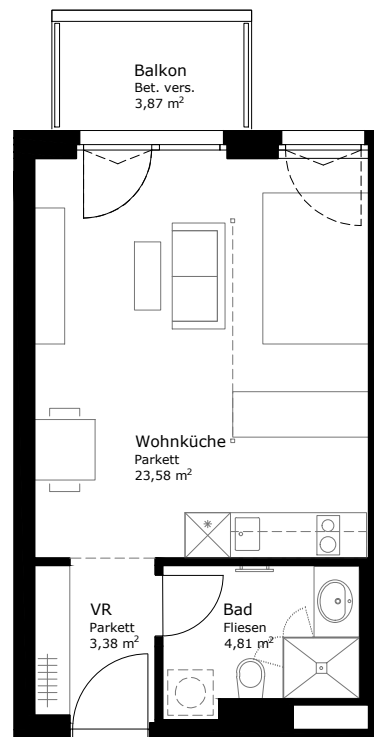 Balkon
Bet. vers.
3,87 m²
Wohnküche
Parkett
23,58 m²
VR
Parkett
3,38 m²
Bad
Fliesen
4,81 m²